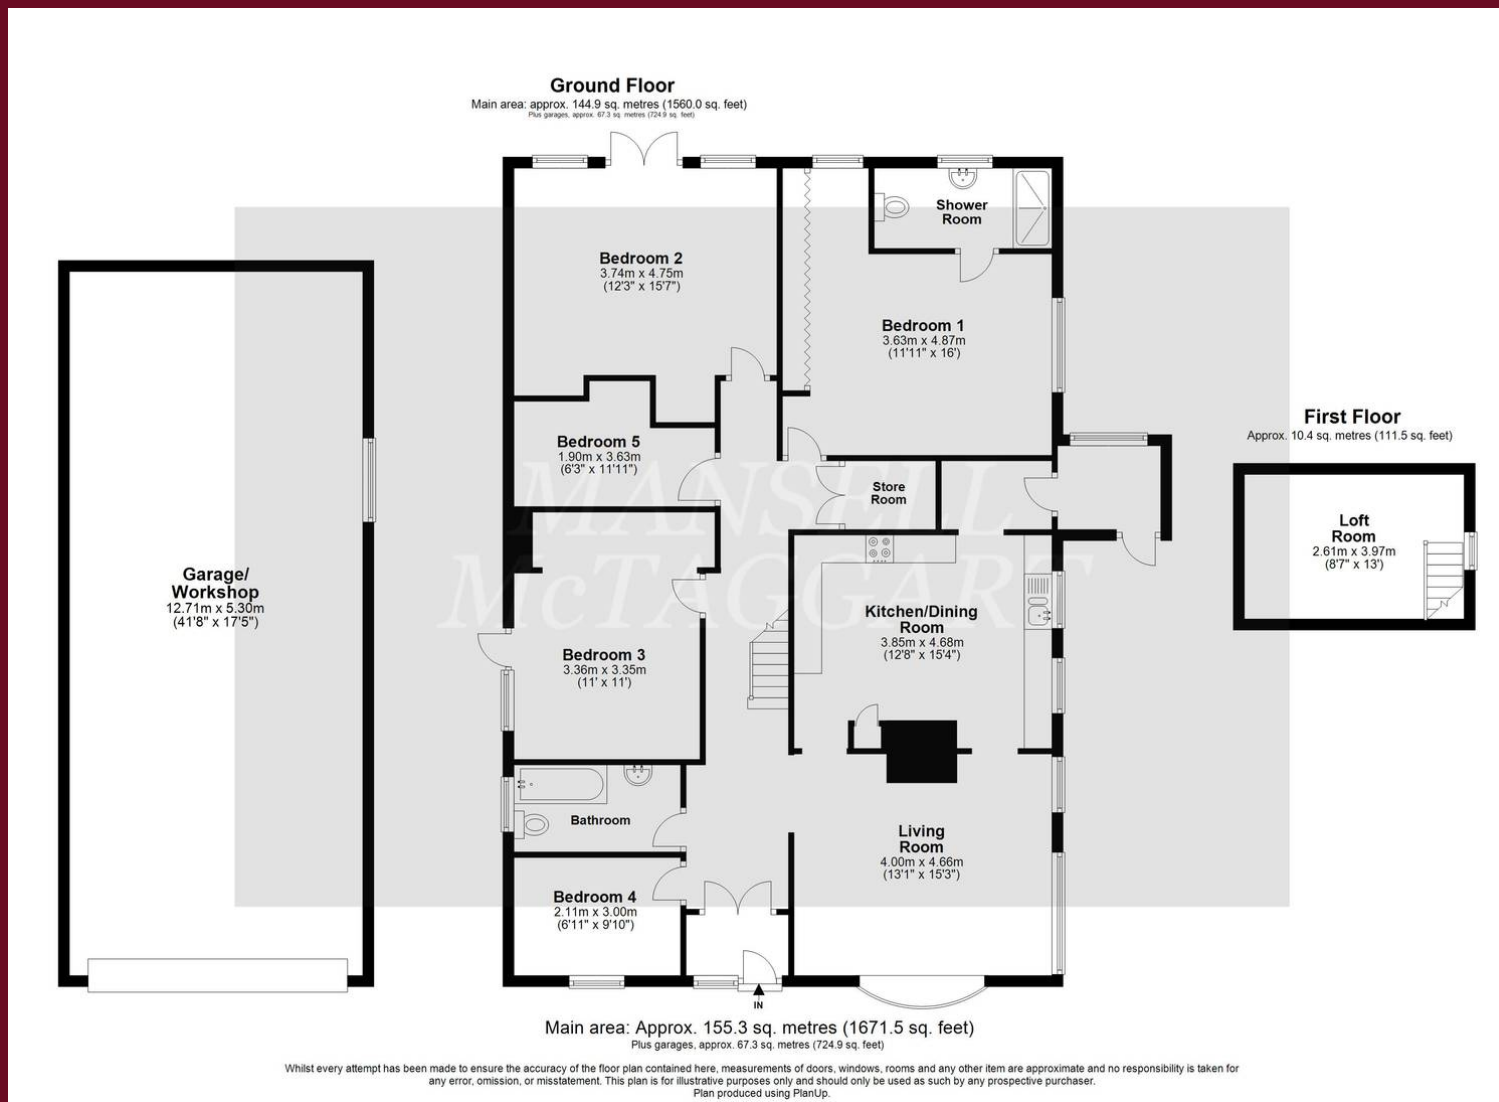 Ground Floor
Main area: approx. 144.9 sq. metres (1560.0 sq. feet)
Plus garages, approx. 67.3 sq. metres (724.9 sq. feet)
Shower
Room
Bedroom 2
3.74m x 4.75m
(12'3" x 15'7")
Bedroom 1
3.63m x 4.87m
(11'11" x 16')
First Floor
Approx. 10.4 sq. metres (111.5 sq. feet)
Bedroom 5
1.90m x 3.63m
(6'3" x 11'11")
Store
Room
Loft
Room
2.61m x 3.97m
(8'7" x 13')
MANSELL
McTAGGART
Garage/
Workshop
12.71m x 5.30m
(41'8" x 17'5")
Kitchen/Dining
Room
3.85m x 4.68m
(12'8" x 15'4")
Bedroom 3
3.36m x 3.35m
(11' x 11')
Bathroom
Living
Room
4.00m x 4.66m
(13'1" x 15'3")
Bedroom 4
2.11m x 3.00m
(6'11" x 9'10")
IN
Main area: Approx. 155.3 sq. metres (1671.5 sq. feet)
Plus garages, approx. 67.3 sq. metres (724.9 sq. feet)
Whilst every attempt has been made to ensure the accuracy of the floor plan contained here, measurements of doors, windows, rooms and any other item are approximate and no responsibility is taken for
any error, omission, or misstatement. This plan is for illustrative purposes only and should only be used as such by any prospective purchaser.
Plan produced using PlanUp.